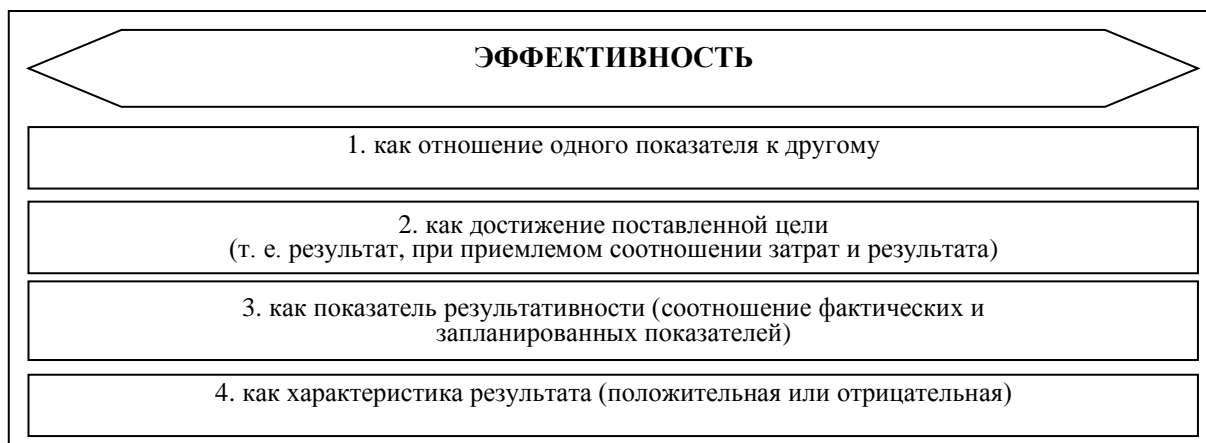 ЭФФЕКТИВНОСТЬ
1. как отношение одного показателя к другому
2. как достижение поставленной цели
(т. е. результат, при приемлемом соотношении затрат и результата)
3. как показатель результативности (соотношение фактических и
запланированных показателей)
4. как характеристика результата (положительная или отрицательная)